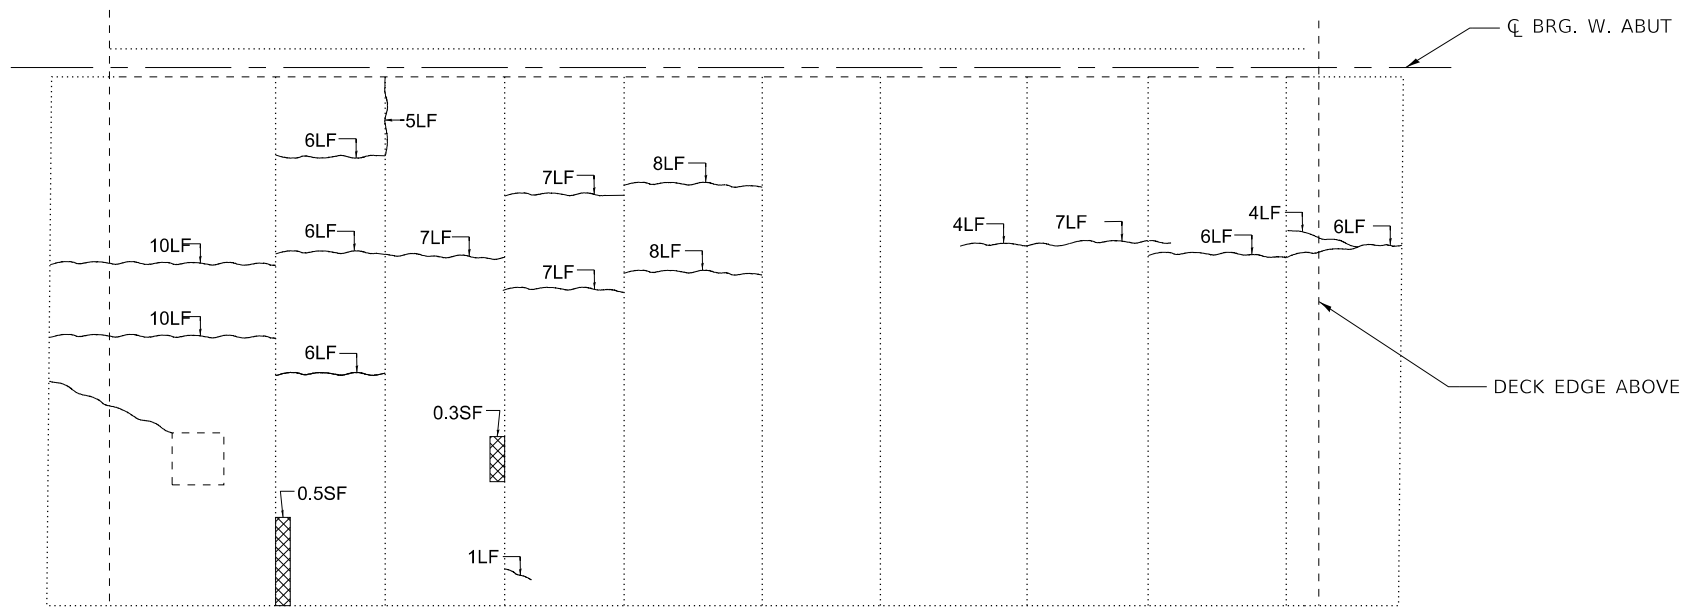 ℄ BRG. W. ABUT
5LF
6LF
8LF
7LF
4LF
7LF
4LF
6LF
6LF
7LF
6LF
10LF
8LF
7LF
10LF
6LF
DECK EDGE ABOVE
0.3SF
0.5SF
1LF